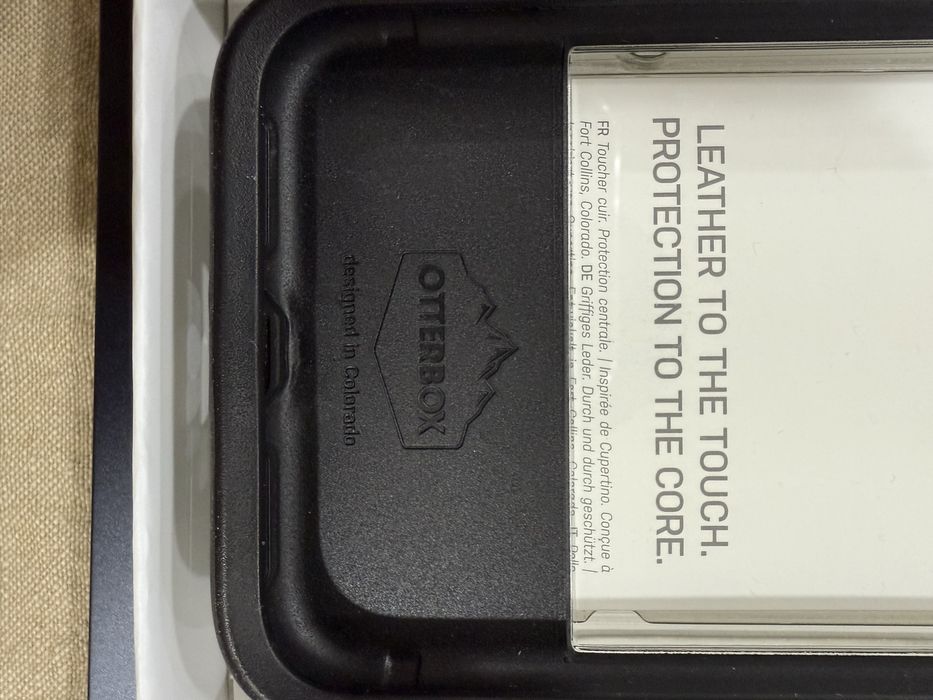 LEATHER TO THE TOUCH.
PROTECTION TO THE CORE.
FR Toucher cuir. Protection centrale. | Inspirée de Cupertino. Conçue à
Fort Collins, Colorado. DE Griffiges Leder. Durch und durch geschützt. |
OTTERBOX
designed in Colorado